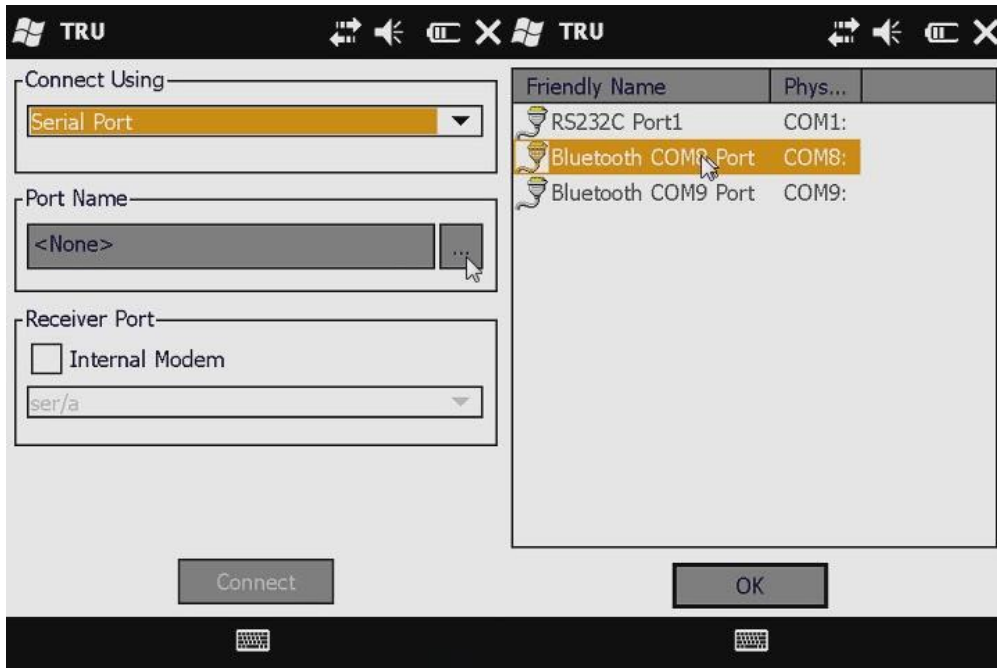 TRU
Connect Using
Serial Port
Port Name
<None>
...
Receiver Port
Internal Modem
ser/a
Connect
TRU
Friendly Name Phys...
RS232C Port1 COM1:
Bluetooth COM8 Port COM8:
Bluetooth COM9 Port COM9:
OK